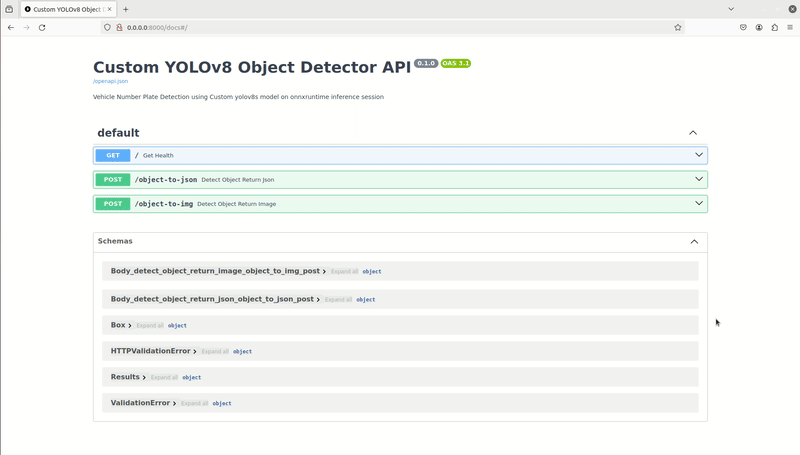 Custom YOLOv8 Object
0.0.0.0:8000/docs#/
Custom YOLOv8 Object Detector API 0.1.0 OAS 3.1
/openapi.json
Vehicle Number Plate Detection using Custom yolov8s model on onnxruntime inference session
default
GET / Get Health
POST /object-to-json Detect Object Return Json
POST /object-to-img Detect Object Return Image
Schemas
Body_detect_object_return_image_object_to_img_post Expand all object
Body_detect_object_return_json_object_to_json_post Expand all object
Box Expand all object
HTTPValidationError Expand all object
Results Expand all object
ValidationError Expand all object